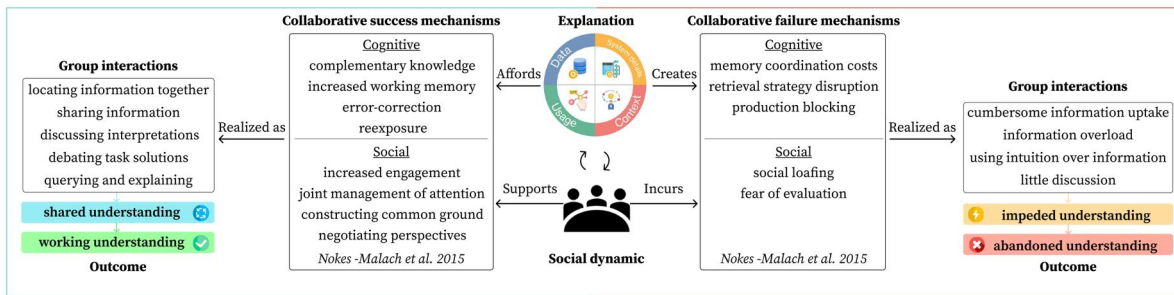 Collaborative success mechanisms
Explanation
Collaborative failure mechanisms
Group interactions
locating information together
sharing information
discussing interpretations
debating task solutions
querying and explaining
shared understanding
working understanding
Outcome
Realized as
Cognitive
complementary knowledge
increased working memory
error-correction
reexposure
Social
increased engagement
joint management of attention
constructing common ground
negotiating perspectives
Nokes -Malach et al. 2015
Affords
Supports
Data
System details
Usage
Context
Social dynamic
Creates
Incurs
Cognitive
memory coordination costs
retrieval strategy disruption
production blocking
Social
social loafing
fear of evaluation
Nokes -Malach et al. 2015
Realized as
Group interactions
cumbersome information uptake
information overload
using intuition over information
little discussion
impeded understanding
abandoned understanding
Outcome